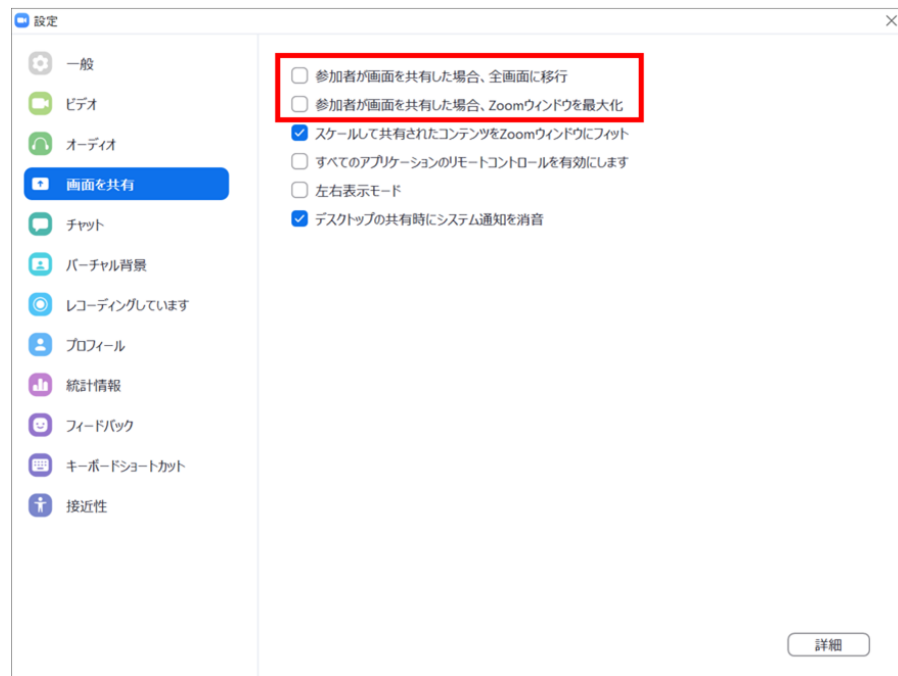 設定
一般
ビデオ
オーディオ
画面を共有
チャット
バーチャル背景
レコーディングしています
プロフィール
統計情報
フィードバック
キーボードショートカット
接近性
参加者が画面を共有した場合、全画面に移行
参加者が画面を共有した場合、Zoomウィンドウを最大化
スケールして共有されたコンテンツをZoomウィンドウにフィット
すべてのアプリケーションのリモートコントロールを有効にします
左右表示モード
デスクトップの共有時にシステム通知を消音
詳細